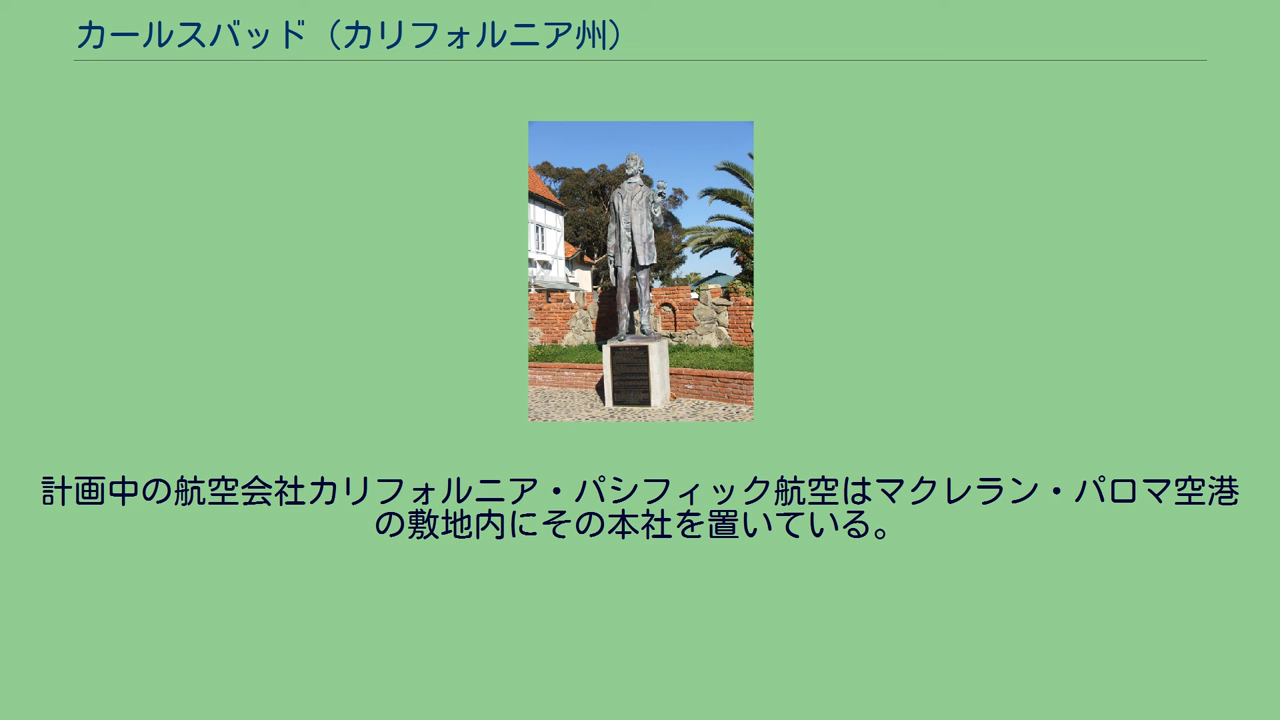 カールスバッド（カリフォルニア州）
計画中の航空会社カリフォルニア・パシフィック航空はマクレラン・パロマ空港
の敷地内にその本社を置いている。